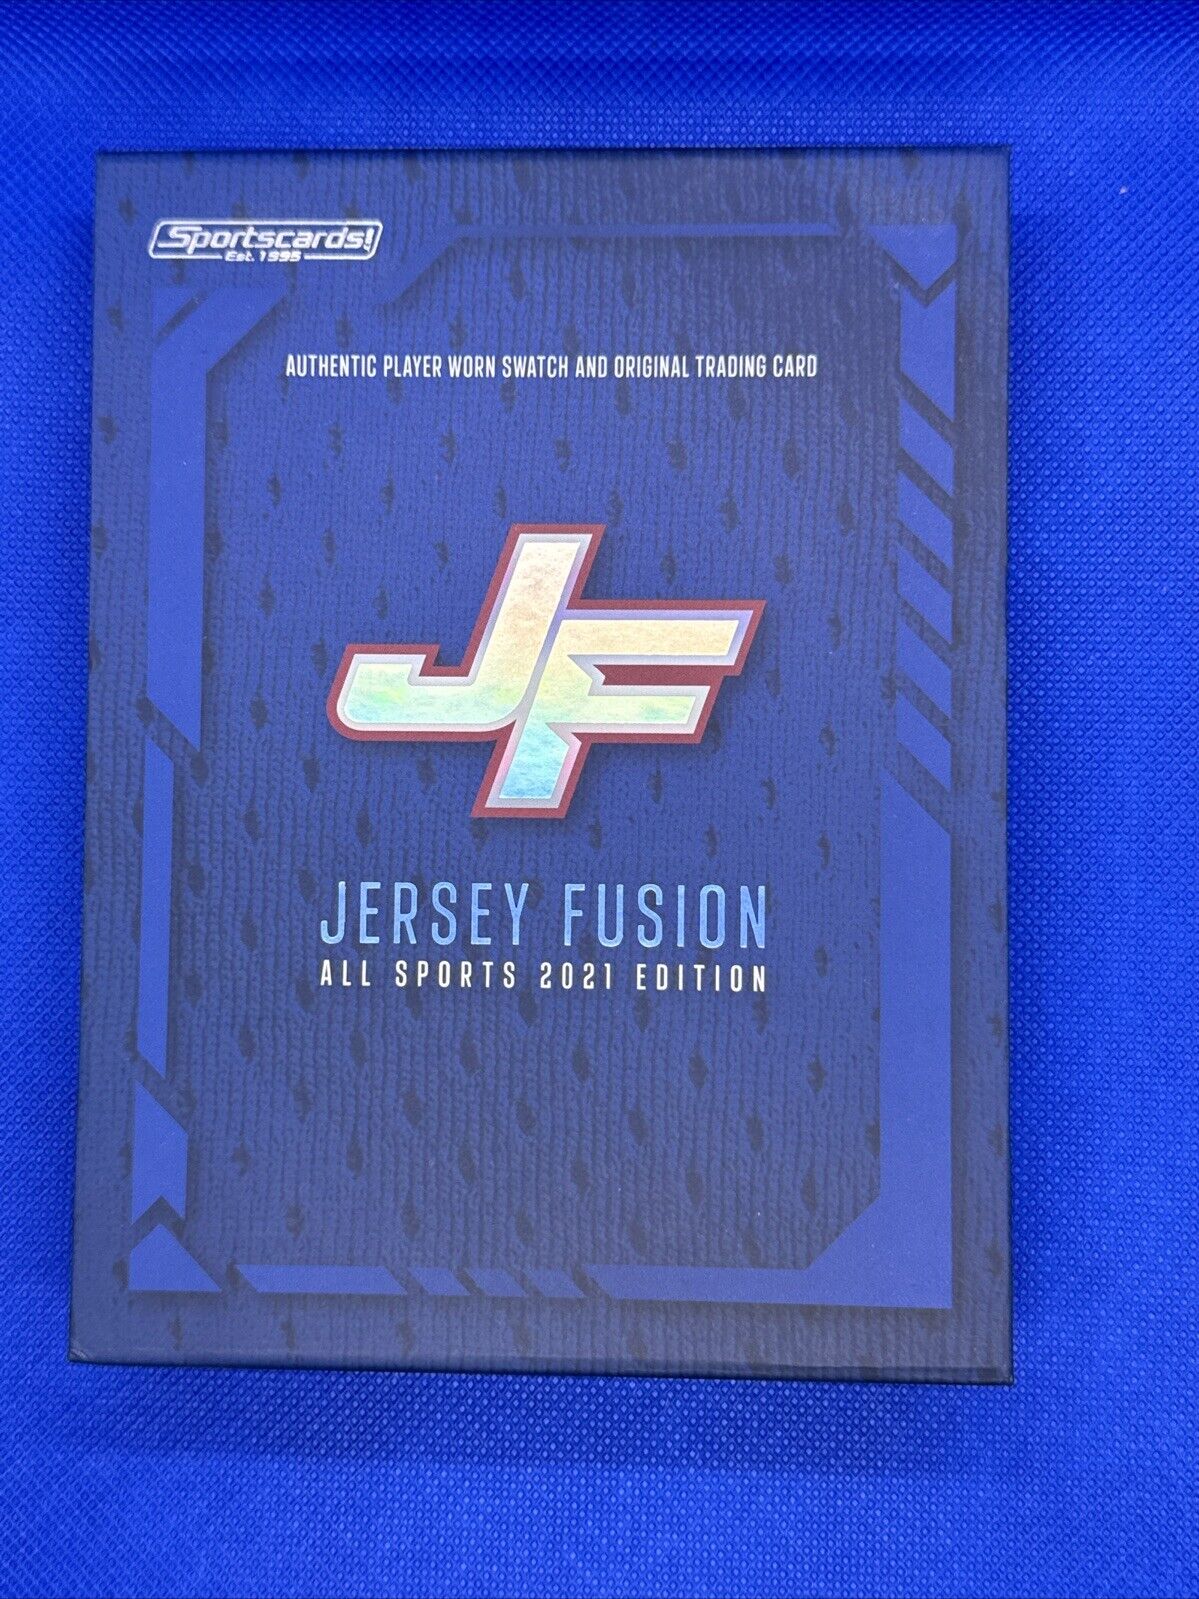 Sportscards!
Est. 1995
AUTHENTIC PLAYER WORN SWATCH AND ORIGINAL TRADING CARD
JF
JERSEY FUSION
ALL SPORTS 2021 EDITION